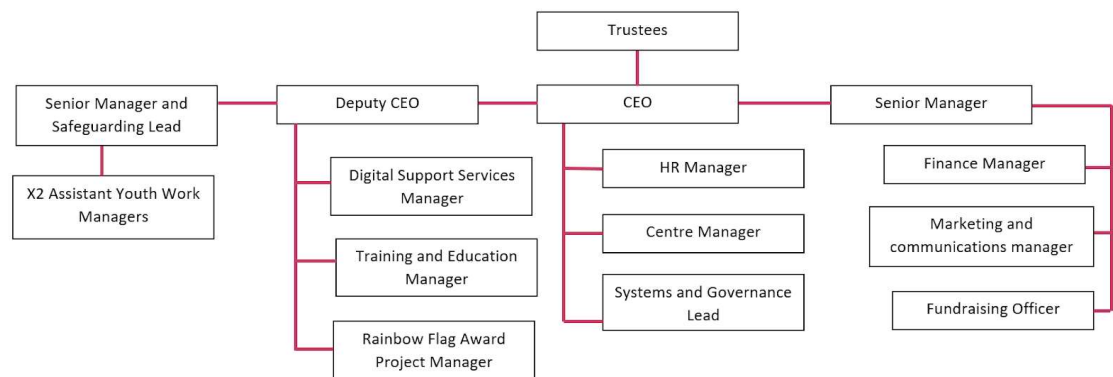 Trustees
Senior Manager and
Safeguarding Lead
Deputy CEO
CEO
Senior Manager
X2 Assistant Youth Work
Managers
Digital Support Services
Manager
Training and Education
Manager
Rainbow Flag Award
Project Manager
HR Manager
Centre Manager
Systems and Governance
Lead
Finance Manager
Marketing and
communications manager
Fundraising Officer